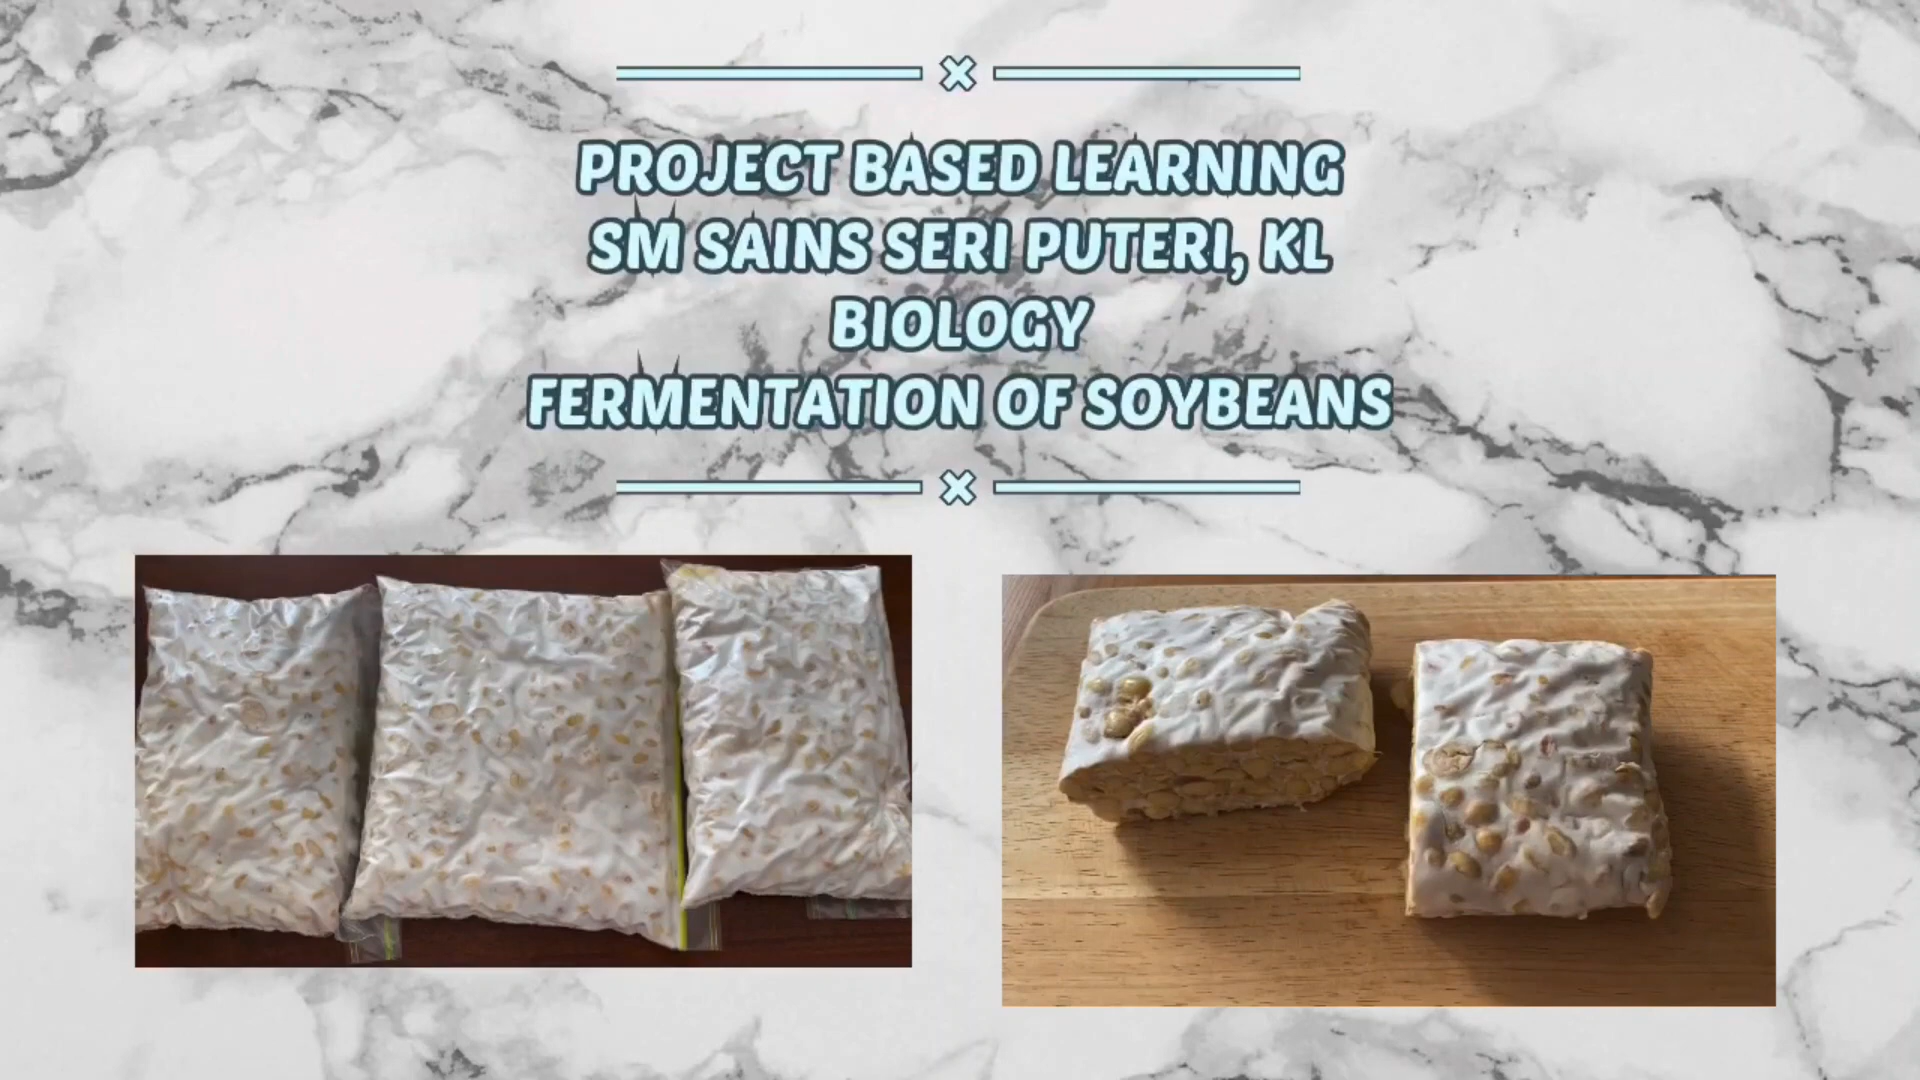 PROJECT BASED LEARNING
SM SAINS SERI PUTERI, KL
BIOLOGY
FERMENTATION OF SOYBEANS